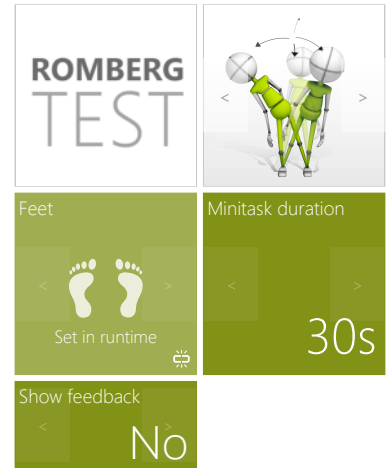 ROMBERG
TEST
< >
Feet
< >
Set in runtime
Minitask duration
< >
30s
Show feedback
< >
No